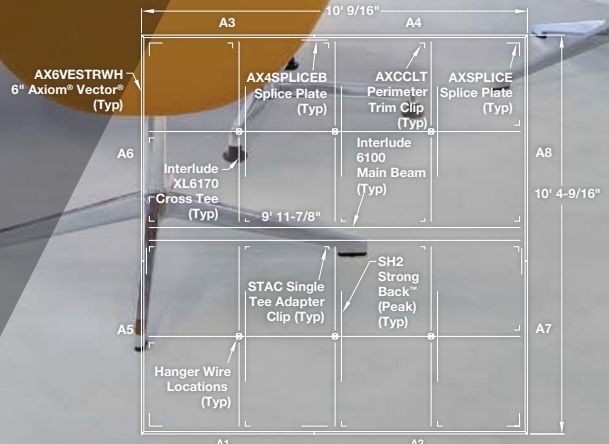 10' 9/16"
A3
A4
AX6VESTRWH
6" Axiom® Vector®
(Typ)
AX4SPLICEB
Splice Plate
(Typ)
AXCCLT
Perimeter
Trim Clip
(Typ)
AXSPLICE
Splice Plate
(Typ)
A6
Interlude
XL6170
Cross Tee
(Typ)
Interlude
6100
Main Beam
(Typ)
A8
10' 4-9/16"
9' 11-7/8"
STAC Single
Tee Adapter
Clip (Typ)
SH2
Strong
Back™
(Peak)
(Typ)
A5
A7
Hanger Wire
Locations
(Typ)
A1
A2